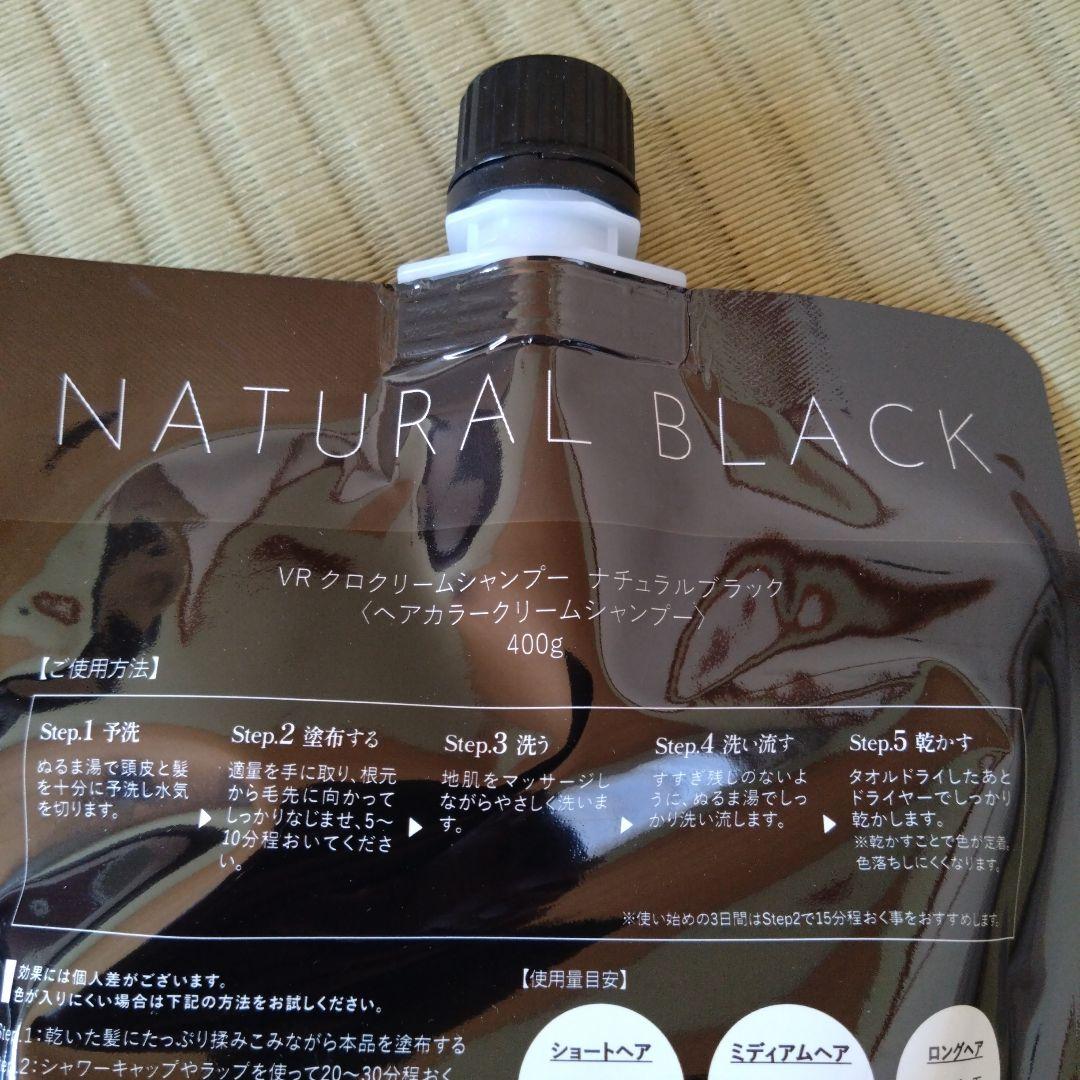 NATURAL BLACK
VR クロクリームシャンプー ナチュラルブラック
〈ヘアカラークリームシャンプー〉
400g
【ご使用方法】
Step.1 予洗
ぬるま湯で頭皮と髪
を十分に予洗し水気
を切ります。
Step.2 塗布する
適量を手に取り、根元
から毛先に向かって
しっかりなじませ、5〜
10分程おいてくださ
い。
Step.3 洗う
地肌をマッサージし
ながらやさしく洗いま
す。
Step.4 洗い流す
すすぎ残しのないよ
うに、ぬるま湯でしっ
かり洗い流します。
Step.5 乾かす
タオルドライしたあと
ドライヤーでしっかり
乾かします。
※乾かすことで色が定着。
色落ちしにくくなります。
※使い始めの3日間はStep2で15分程おく事をおすすめします。
効果には個人差がございます。
色が入りにくい場合は下記の方法をお試しください。
Step.1:乾いた髪にたっぷり揉みこみながら本品を塗布する
Step.2:シャワーキャップやラップを使って20〜30分程おく
【使用量目安】
ショートヘア
ミディアムヘア
ロングヘア